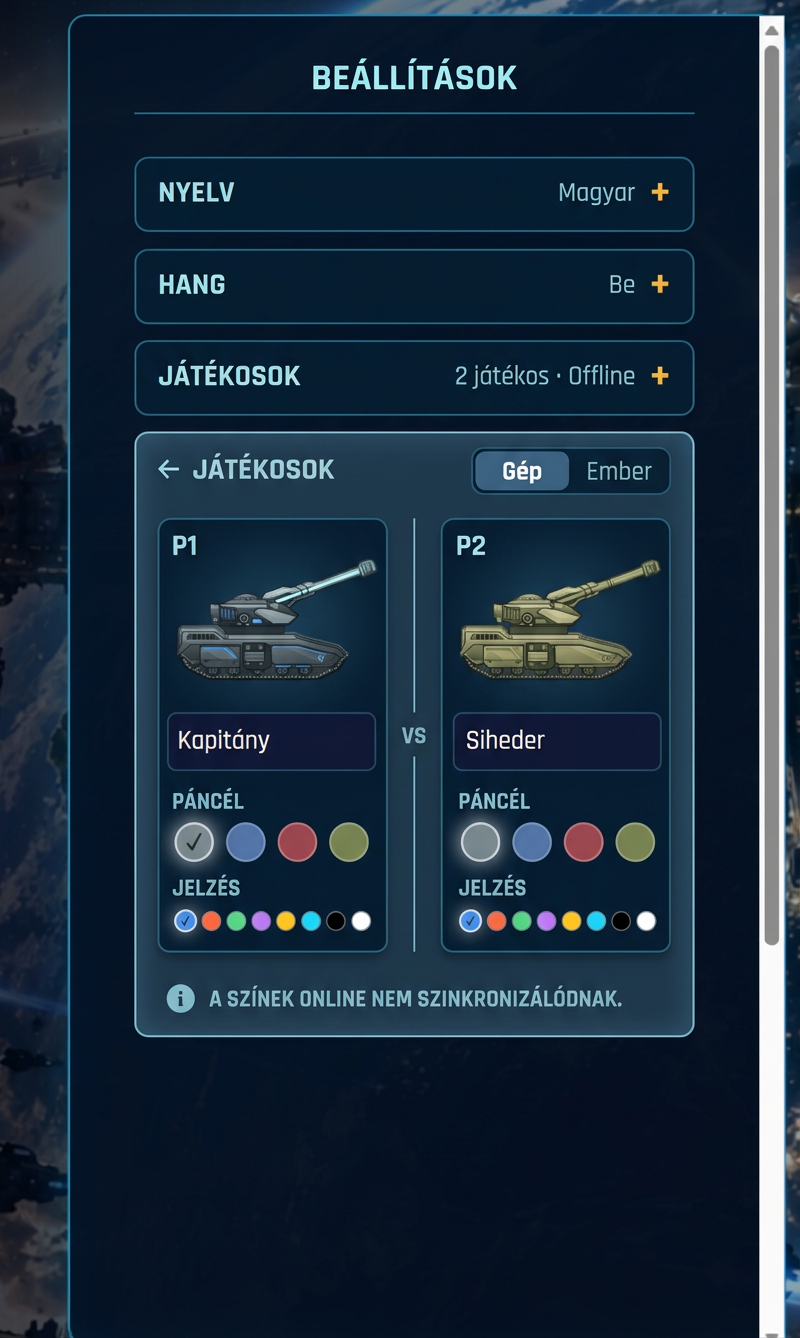 BEÁLLÍTÁSOK
NYELV Magyar +
HANG Be +
JÁTÉKOSOK 2 játékos · Offline +
← JÁTÉKOSOK Gép Ember
P1
Kapitány
PÁNCÉL
JELZÉS
VS
P2
Siheder
PÁNCÉL
JELZÉS
i A SZÍNEK ONLINE NEM SZINKRONIZÁLÓDNAK.